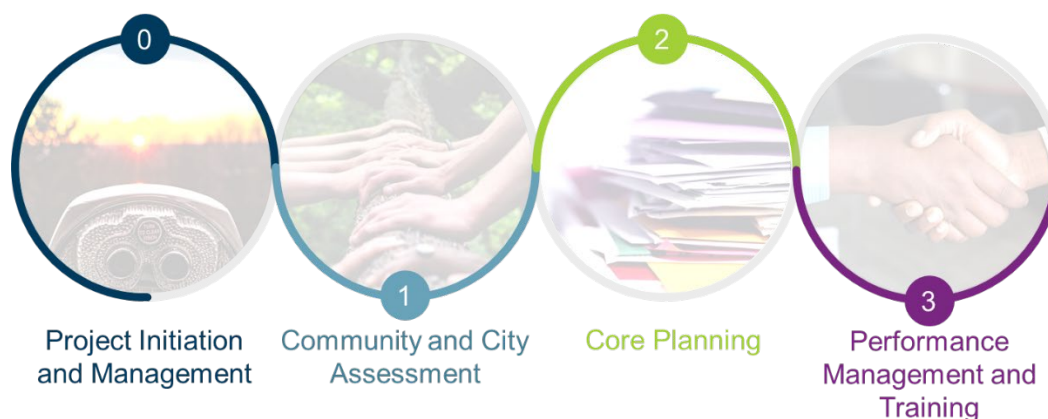 0
Project Initiation
and Management
1
Community and City
Assessment
2
Core Planning
3
Performance
Management and
Training